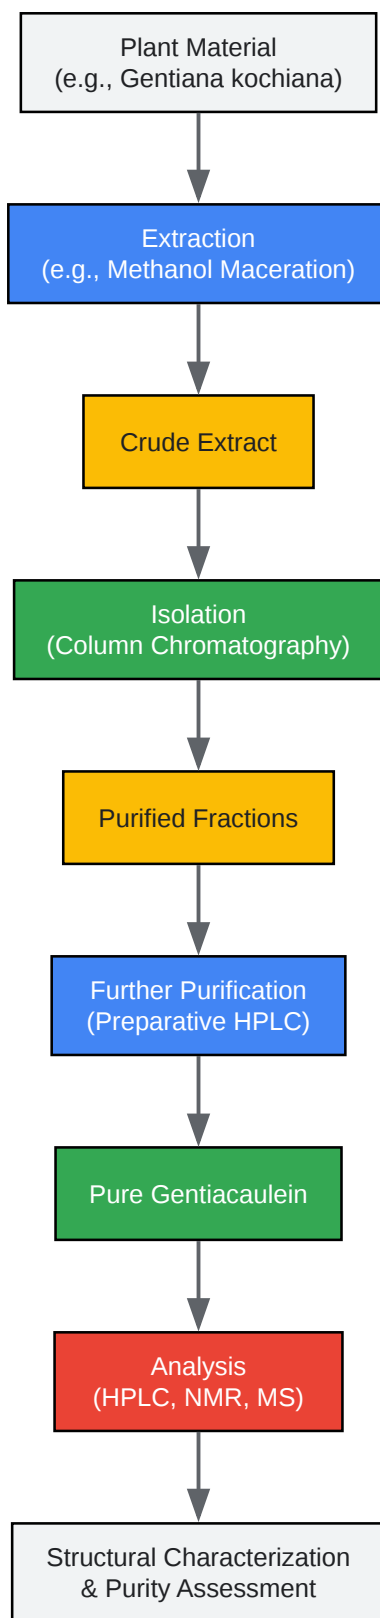 Plant Material
(e.g., Gentiana kochiana)
Extraction
(e.g., Methanol Maceration)
Crude Extract
Isolation
(Column Chromatography)
Purified Fractions
Further Purification
(Preparative HPLC)
Pure Gentiacaulein
Analysis
(HPLC, NMR, MS)
Structural Characterization
& Purity Assessment